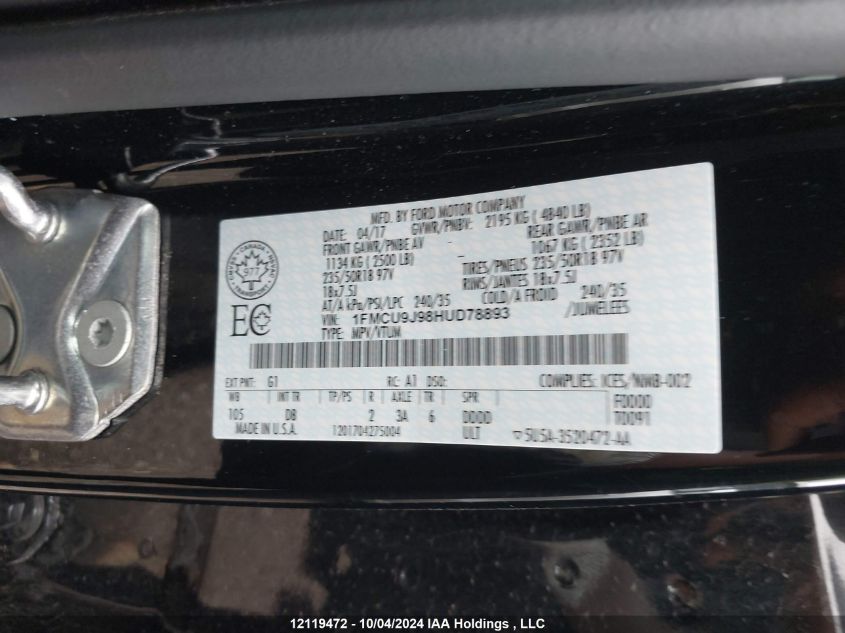 MFD. BY FORD MOTOR COMPANY
DATE: 04/17 GVWR/PNBV: 2195 KG ( 4840 LB)
FRONT GAWR/PNBE AV - REAR GAWR/PNBE AR
1134 KG ( 2500 LB) - 1067 KG ( 2352 LB)
235/50R18 97V TIRES/PNEUS 235/50R18 97V
18x7.5J RIMS/JANTES 18x7.5J
AT/A kPa/PSI/LPC 240/35 COLD/A FROID 240/35
VIN: 1FMCU9J98HUD78893
TYPE: MPV/VTUM
CANADA
977
EC
EXT PNT: G1 RC: A1 DSO: COMPLIES: ICES/NMB-002
WB INT TR TP/PS R AXLE TR SPR F0000
105 DB 2 3A 6 DDDD T0091
MADE IN U.S.A. 1201704275004 ULT ▽ 5U5A-3520472-AA
12119472 - 10/04/2024 IAA Holdings , LLC